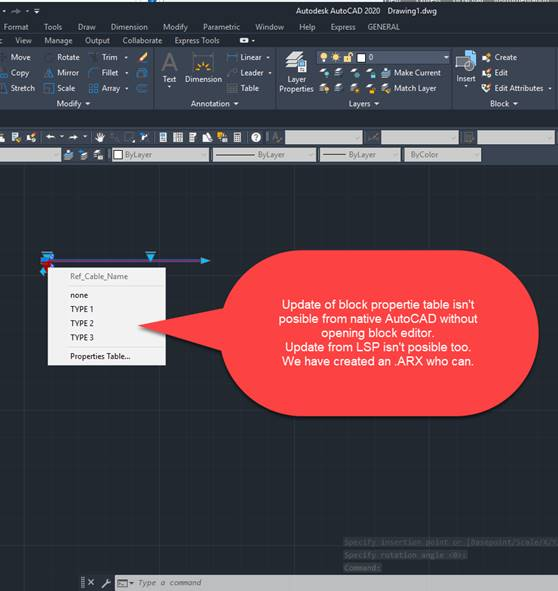 Autodesk AutoCAD 2020 Drawing1.dwg
Format Tools Draw Dimension Modify Parametric Window Help Express GENERAL
View Manage Output Collaborate Express Tools
Move Rotate Trim Linear 0 Create
Copy Mirror Fillet Text Dimension Leader Layer Properties Make Current Insert Edit
Stretch Scale Array Table Match Layer Edit Attributes
Modify Annotation Layers Block
ByLayer ByLayer ByLayer ByColor
Ref_Cable_Name
none
TYPE 1
TYPE 2
TYPE 3
Properties Table...
Update of block propertie table isn't
posible from native AutoCAD without
opening block editor.
Update from LSP isn't posible too.
We have created an .ARX who can.
Specify insertion point or [Basepoint/Scale/X/Y
Specify rotation angle <0>:
Command:
Type a command